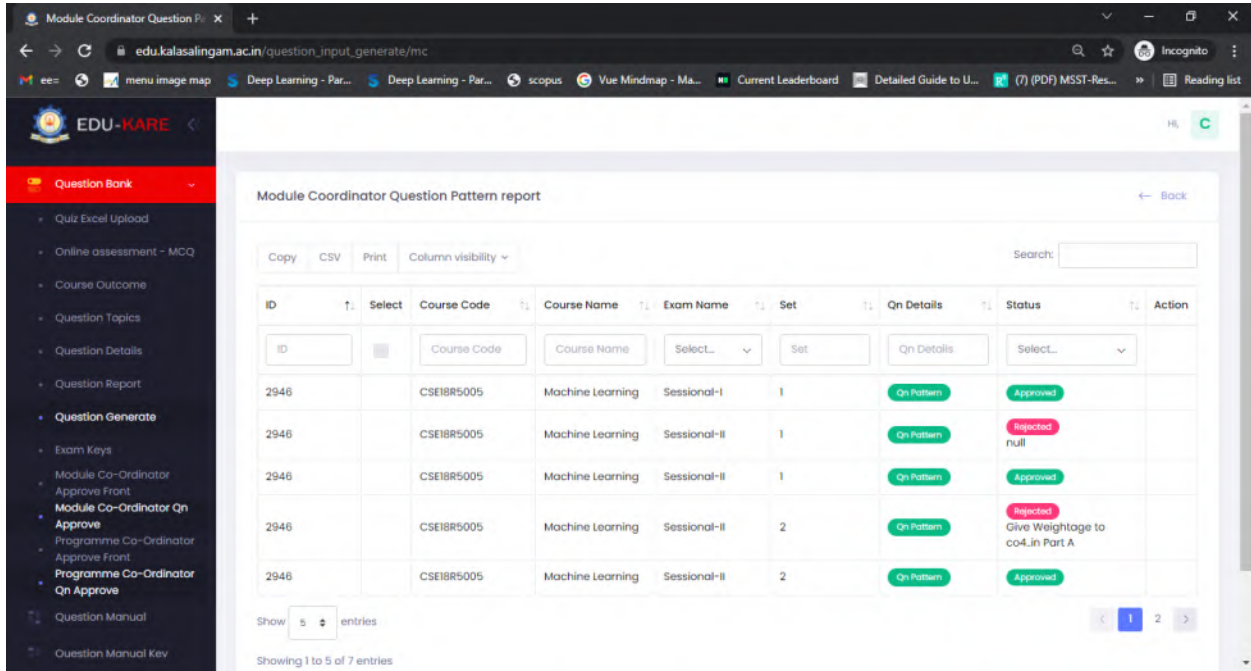 Module Coordinator Question Pa
edu.kalasalingam.ac.in/question_input_generate/mc
Incognito
ee=
menu image map
Deep Learning - Par...
Deep Learning - Par...
scopus
Vue Mindmap - Ma...
Current Leaderboard
Detailed Guide to U...
(7) (PDF) MSST-Res...
»
Reading list
EDU-KARE
Hi, C
Question Bank
Quiz Excel Upload
Online assessment - MCQ
Course Outcome
Question Topics
Question Details
Question Report
Question Generate
Exam Keys
Module Co-Ordinator
Approve Front
Module Co-Ordinator Qn
Approve
Programme Co-Ordinator
Approve Front
Programme Co-Ordinator
Qn Approve
Question Manual
Question Manual Key
Module Coordinator Question Pattern report
← Back
Copy CSV Print Column visibility
Search:
ID Select Course Code Course Name Exam Name Set Qn Details Status Action
ID Course Code Course Name Select... Set Qn Details Select...
2946 CSE18R5005 Machine Learning Sessional-I 1 Qn Pattern Approved
2946 CSE18R5005 Machine Learning Sessional-II 1 Qn Pattern Rejected
null
2946 CSE18R5005 Machine Learning Sessional-II 1 Qn Pattern Approved
2946 CSE18R5005 Machine Learning Sessional-II 2 Qn Pattern Rejected
Give Weightage to
co4..in Part A
2946 CSE18R5005 Machine Learning Sessional-II 2 Qn Pattern Approved
Show 5 entries
1 2
Showing 1 to 5 of 7 entries